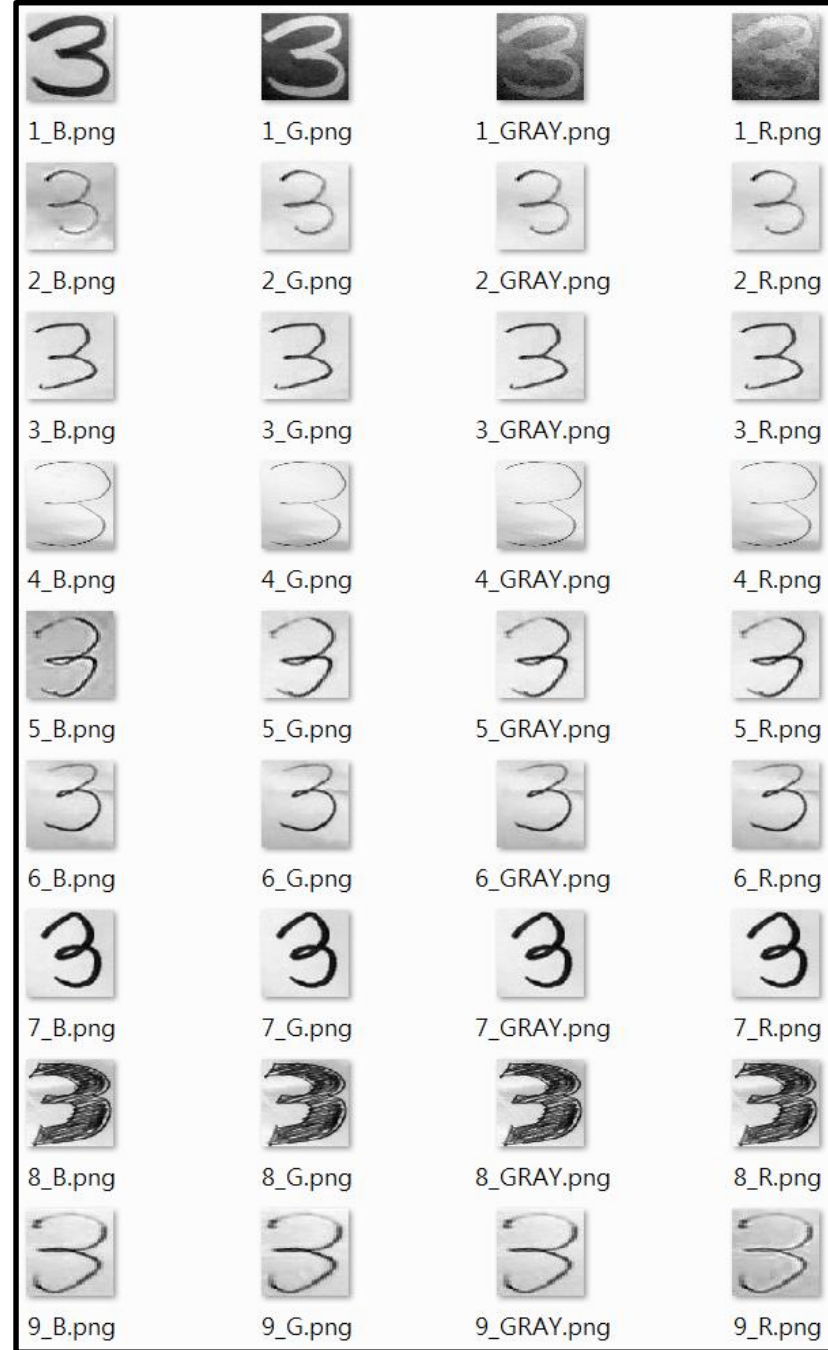 3 3 3 3
1_B.png 1_G.png 1_GRAY.png 1_R.png
3 3 3 3
2_B.png 2_G.png 2_GRAY.png 2_R.png
3 3 3 3
3_B.png 3_G.png 3_GRAY.png 3_R.png
3 3 3 3
4_B.png 4_G.png 4_GRAY.png 4_R.png
3 3 3 3
5_B.png 5_G.png 5_GRAY.png 5_R.png
3 3 3 3
6_B.png 6_G.png 6_GRAY.png 6_R.png
3 3 3 3
7_B.png 7_G.png 7_GRAY.png 7_R.png
3 3 3 3
8_B.png 8_G.png 8_GRAY.png 8_R.png
3 3 3 3
9_B.png 9_G.png 9_GRAY.png 9_R.png